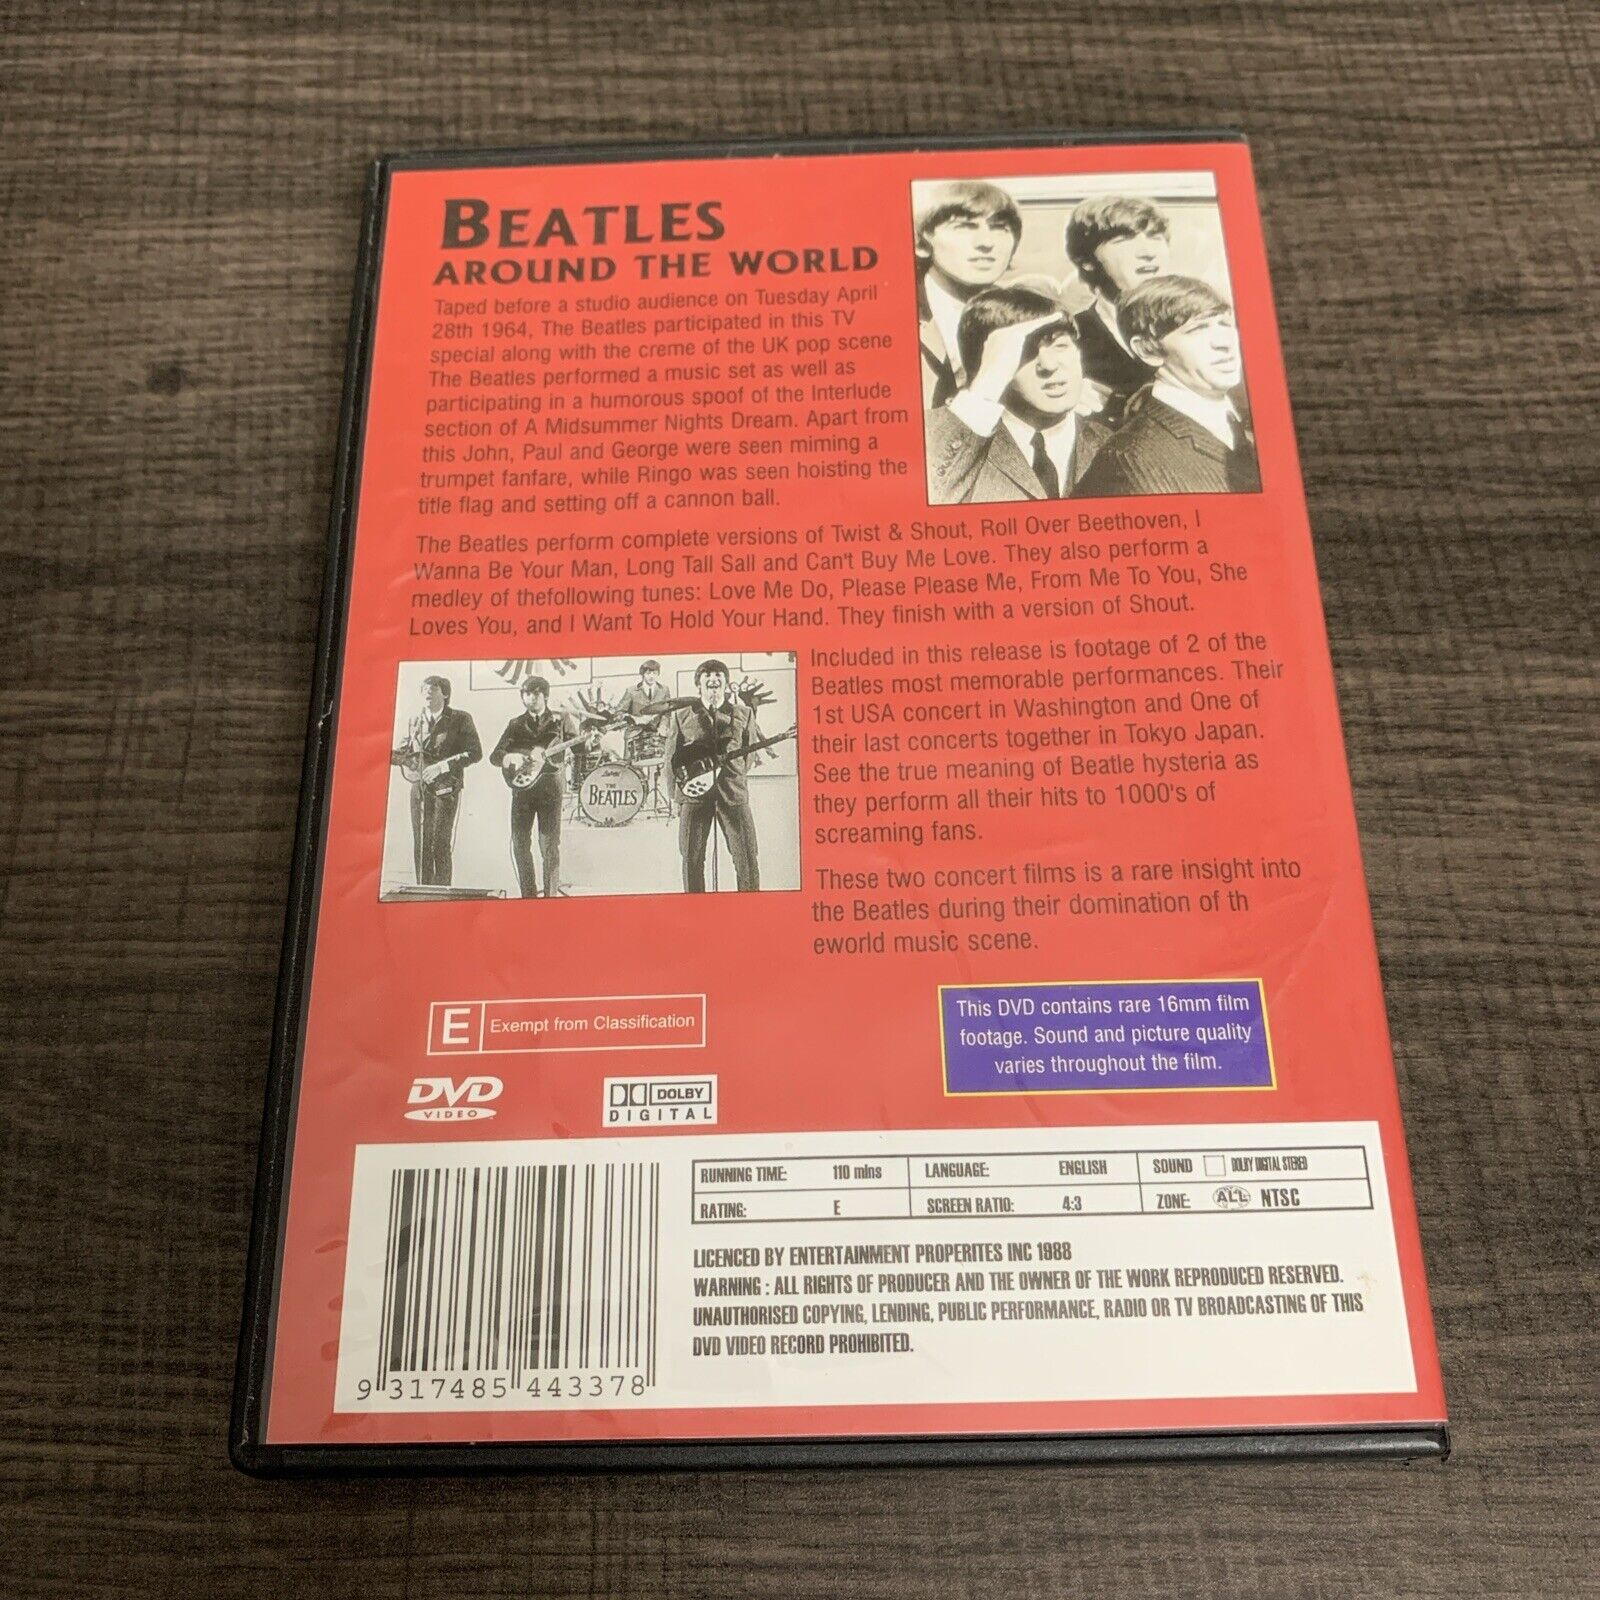 BEATLES
AROUND THE WORLD
Taped before a studio audience on Tuesday April
28th 1964, The Beatles participated in this TV
special along with the creme of the UK pop scene
The Beatles performed a music set as well as
participating in a humorous spoof of the Interlude
section of A Midsummer Nights Dream. Apart from
this John, Paul and George were seen miming a
trumpet fanfare, while Ringo was seen hoisting the
title flag and setting off a cannon ball.
The Beatles perform complete versions of Twist & Shout, Roll Over Beethoven, I
Wanna Be Your Man, Long Tall Sall and Can't Buy Me Love. They also perform a
medley of thefollowing tunes: Love Me Do, Please Please Me, From Me To You, She
Loves You, and I Want To Hold Your Hand. They finish with a version of Shout.
Ludwig
THE
BEATLES
Included in this release is footage of 2 of the
Beatles most memorable performances. Their
1st USA concert in Washington and One of
their last concerts together in Tokyo Japan.
See the true meaning of Beatle hysteria as
they perform all their hits to 1000's of
screaming fans.
These two concert films is a rare insight into
the Beatles during their domination of th
eworld music scene.
E Exempt from Classification
This DVD contains rare 16mm film
footage. Sound and picture quality
varies throughout the film.
DVD
VIDEO
DOLBY
DIGITAL
RUNNING TIME: 110 mins LANGUAGE: ENGLISH SOUND DOLBY DIGITAL STEREO
RATING: E SCREEN RATIO: 4:3 ZONE: ALL NTSC
LICENCED BY ENTERTAINMENT PROPERITES INC 1988
WARNING : ALL RIGHTS OF PRODUCER AND THE OWNER OF THE WORK REPRODUCED RESERVED.
UNAUTHORISED COPYING, LENDING, PUBLIC PERFORMANCE, RADIO OR TV BROADCASTING OF THIS
DVD VIDEO RECORD PROHIBITED.
9 317485 443378